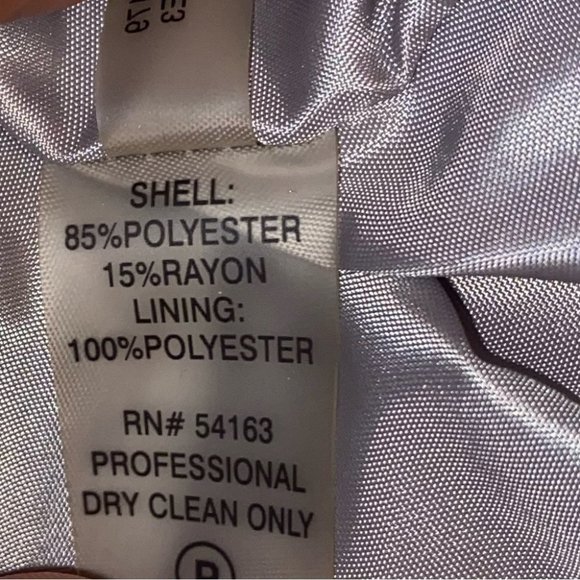 SHELL:
85%POLYESTER
15%RAYON
LINING:
100%POLYESTER
RN# 54163
PROFESSIONAL
DRY CLEAN ONLY
P